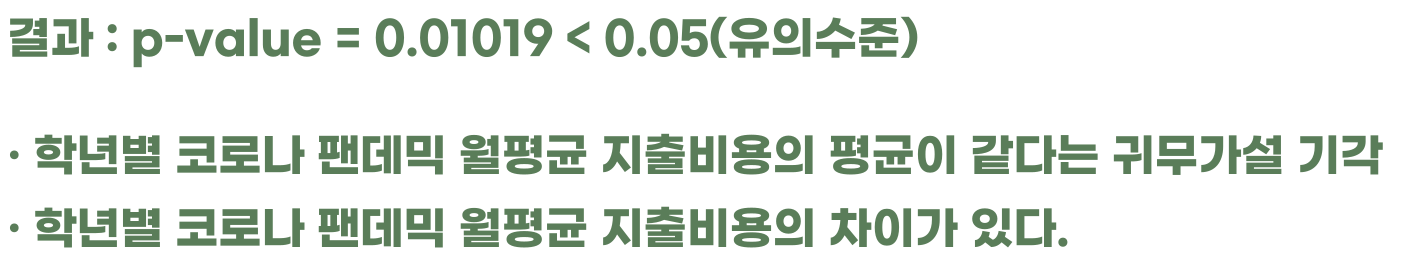 결과 : p-value = 0.01019 < 0.05(유의수준)
· 학년별 코로나 팬데믹 월평균 지출비용의 평균이 같다는 귀무가설 기각
· 학년별 코로나 팬데믹 월평균 지출비용의 차이가 있다.